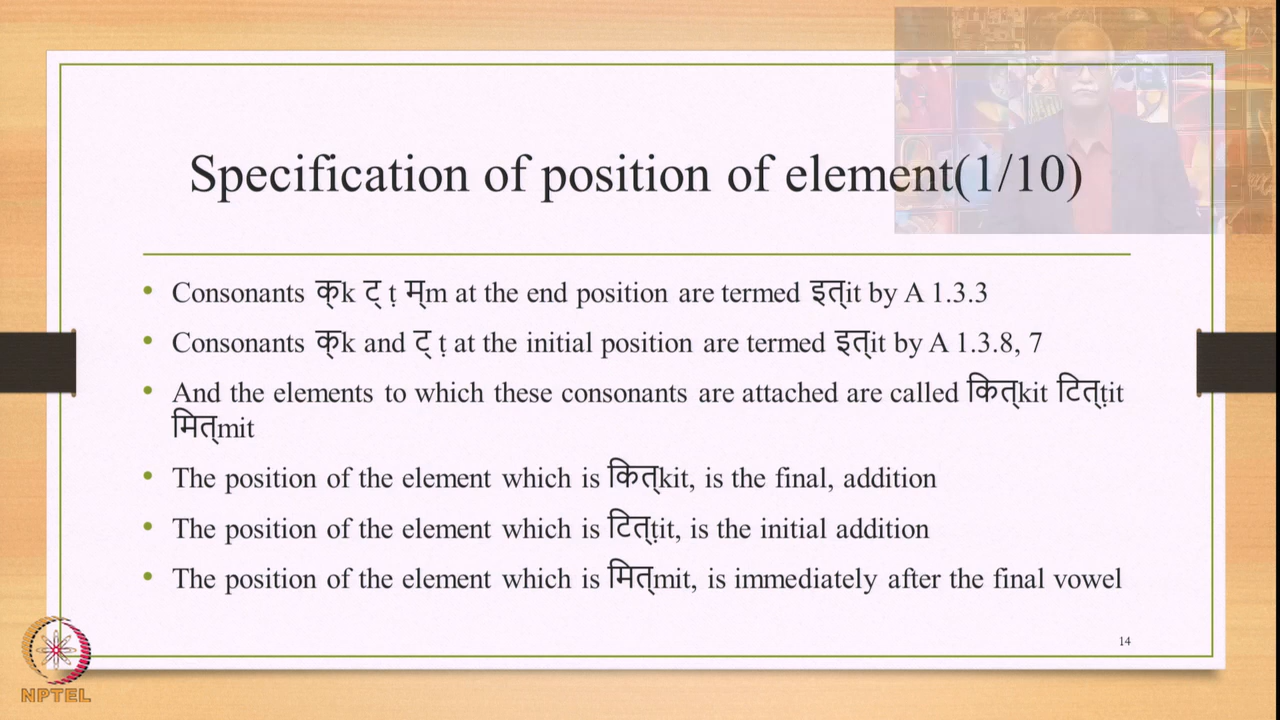 Specification of position of element(1/10)
• Consonants क्k ट् ṭ म्m at the end position are termed इत्it by A 1.3.3
• Consonants क्k and ट् ṭ at the initial position are termed इत्it by A 1.3.8, 7
• And the elements to which these consonants are attached are called कित्kit टित्ṭit
मित्mit
• The position of the element which is कित्kit, is the final, addition
• The position of the element which is टित्ṭit, is the initial addition
• The position of the element which is मित्mit, is immediately after the final vowel
14
NPTEL